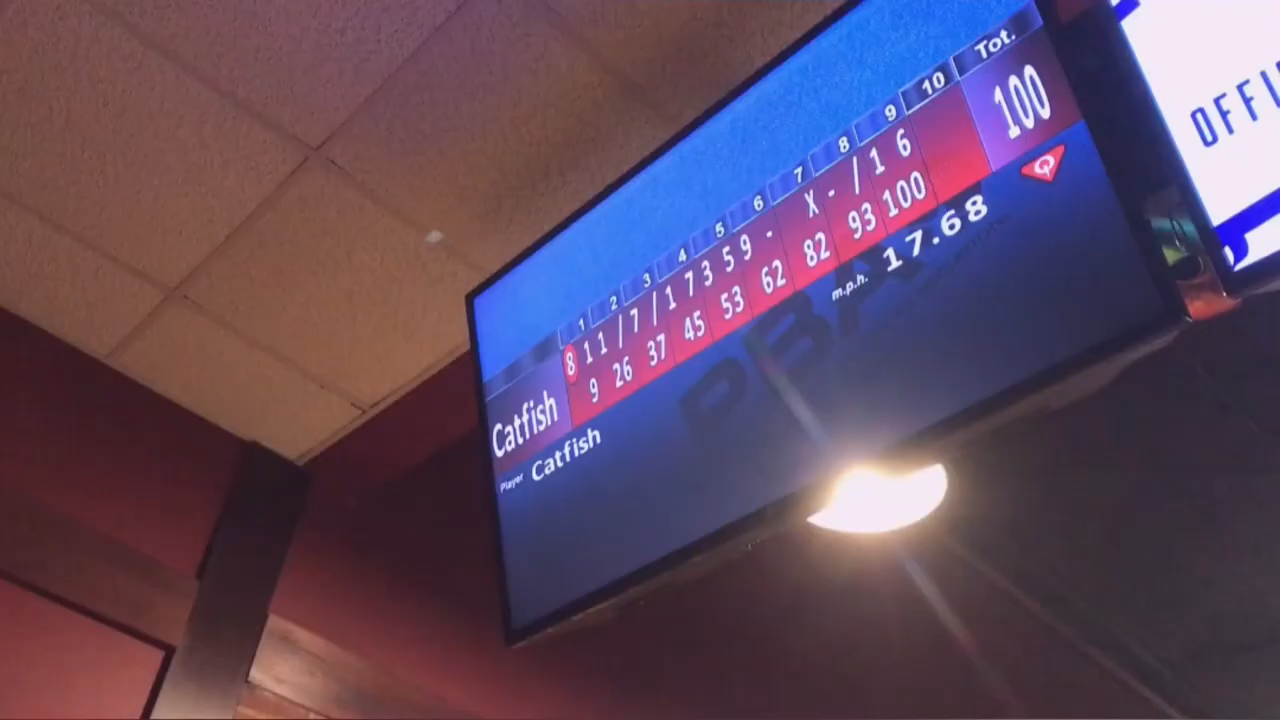 1 2 3 4 5 6 7 8 9 10 Tot.
8 1 1 / 7 / 1 7 3 5 9 - X - / 1 6
Catfish 9 26 37 45 53 62 82 93 100 100
Player Catfish m.p.h. 17.68
PBA
OFFI